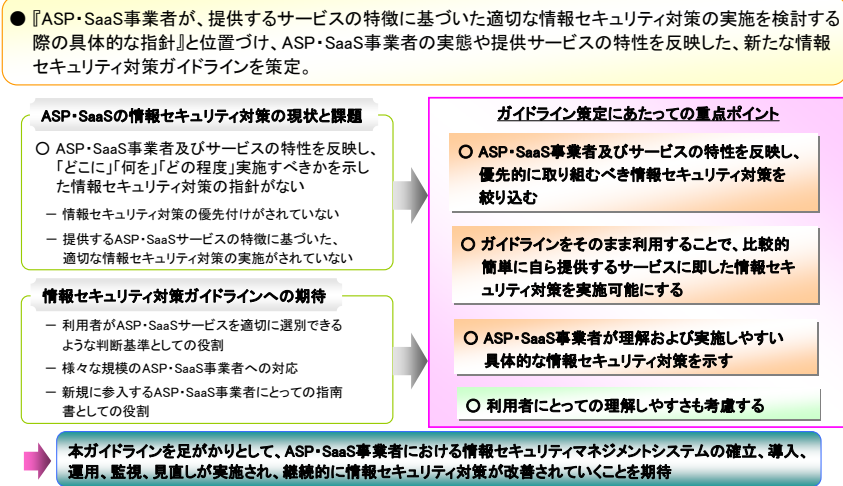 ● 『ASP・SaaS事業者が、提供するサービスの特徴に基づいた適切な情報セキュリティ対策の実施を検討する
際の具体的な指針』と位置づけ、ASP・SaaS事業者の実態や提供サービスの特性を反映した、新たな情報
セキュリティ対策ガイドラインを策定。
ASP・SaaSの情報セキュリティ対策の現状と課題
○ ASP・SaaS事業者及びサービスの特性を反映し、
「どこに」「何を」「どの程度」実施すべきかを示し
た情報セキュリティ対策の指針がない
－ 情報セキュリティ対策の優先付けがされていない
－ 提供するASP・SaaSサービスの特徴に基づいた、
適切な情報セキュリティ対策の実施がされていない
情報セキュリティ対策ガイドラインへの期待
－ 利用者がASP・SaaSサービスを適切に選別できる
ような判断基準としての役割
－ 様々な規模のASP・SaaS事業者への対応
－ 新規に参入するASP・SaaS事業者にとっての指南
書としての役割
ガイドライン策定にあたっての重点ポイント
○ ASP・SaaS事業者及びサービスの特性を反映し、
優先的に取り組むべき情報セキュリティ対策を
絞り込む
○ ガイドラインをそのまま利用することで、比較的
簡単に自ら提供するサービスに即した情報セキ
ュリティ対策を実施可能にする
○ ASP・SaaS事業者が理解および実施しやすい
具体的な情報セキュリティ対策を示す
○ 利用者にとっての理解しやすさも考慮する
本ガイドラインを足がかりとして、ASP・SaaS事業者における情報セキュリティマネジメントシステムの確立、導入、
運用、監視、見直しが実施され、継続的に情報セキュリティ対策が改善されていくことを期待